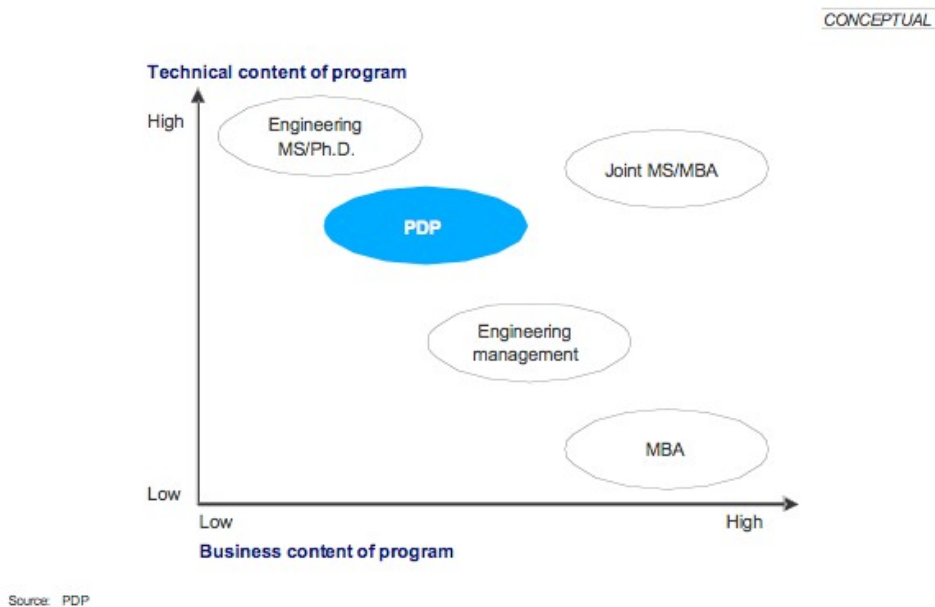 CONCEPTUAL
Technical content of program
High
Engineering
MS/Ph.D.
Joint MS/MBA
PDP
Engineering
management
MBA
Low
Low
High
Business content of program
Source: PDP